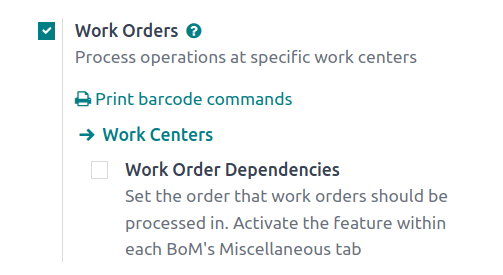 Work Orders ?
Process operations at specific work centers
Print barcode commands
→ Work Centers
Work Order Dependencies
Set the order that work orders should be
processed in. Activate the feature within
each BoM's Miscellaneous tab